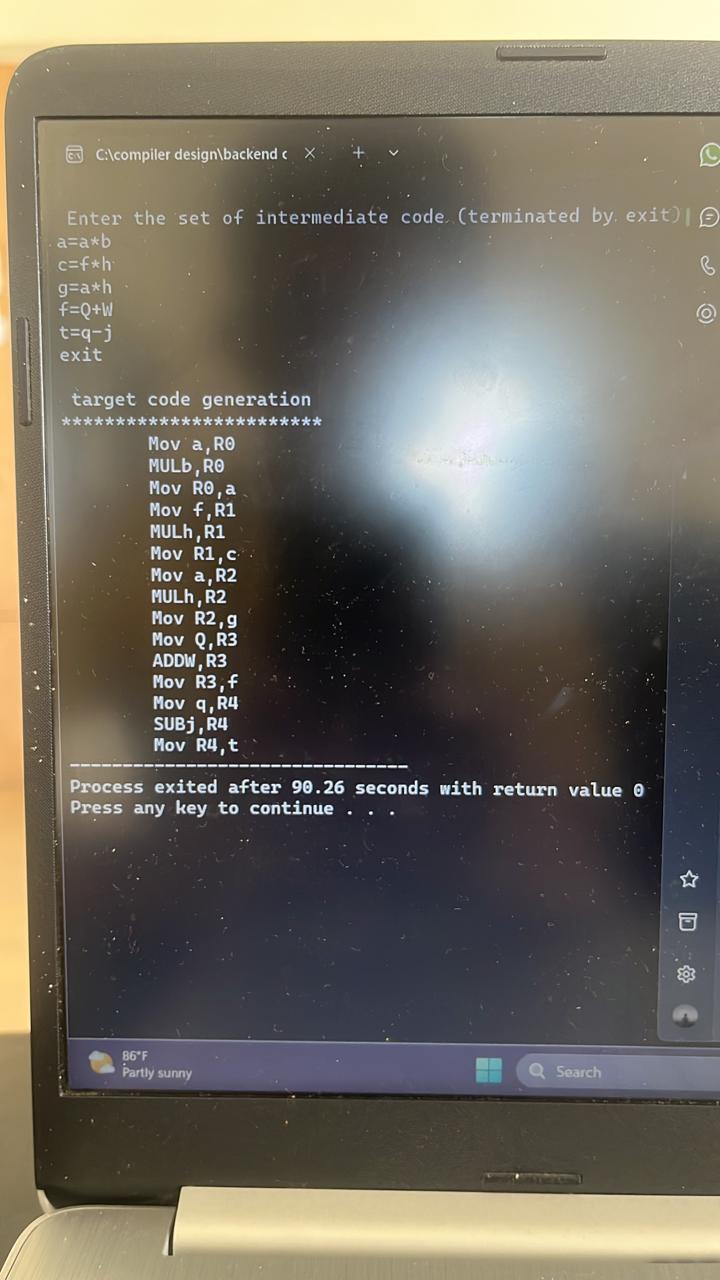 C:\compiler design\backend c
Enter the set of intermediate code (terminated by exit)
a=a*b
c=f*h
g=a*h
f=Q+W
t=q-j
exit
target code generation
************************
Mov a,R0
MULb,R0
Mov R0,a
Mov f,R1
MULh,R1
Mov R1,c
Mov a,R2
MULh,R2
Mov R2,g
Mov Q,R3
ADDW,R3
Mov R3,f
Mov q,R4
SUBj,R4
Mov R4,t
--------------------------------
Process exited after 90.26 seconds with return value 0
Press any key to continue . . .
86°F
Partly sunny
Search